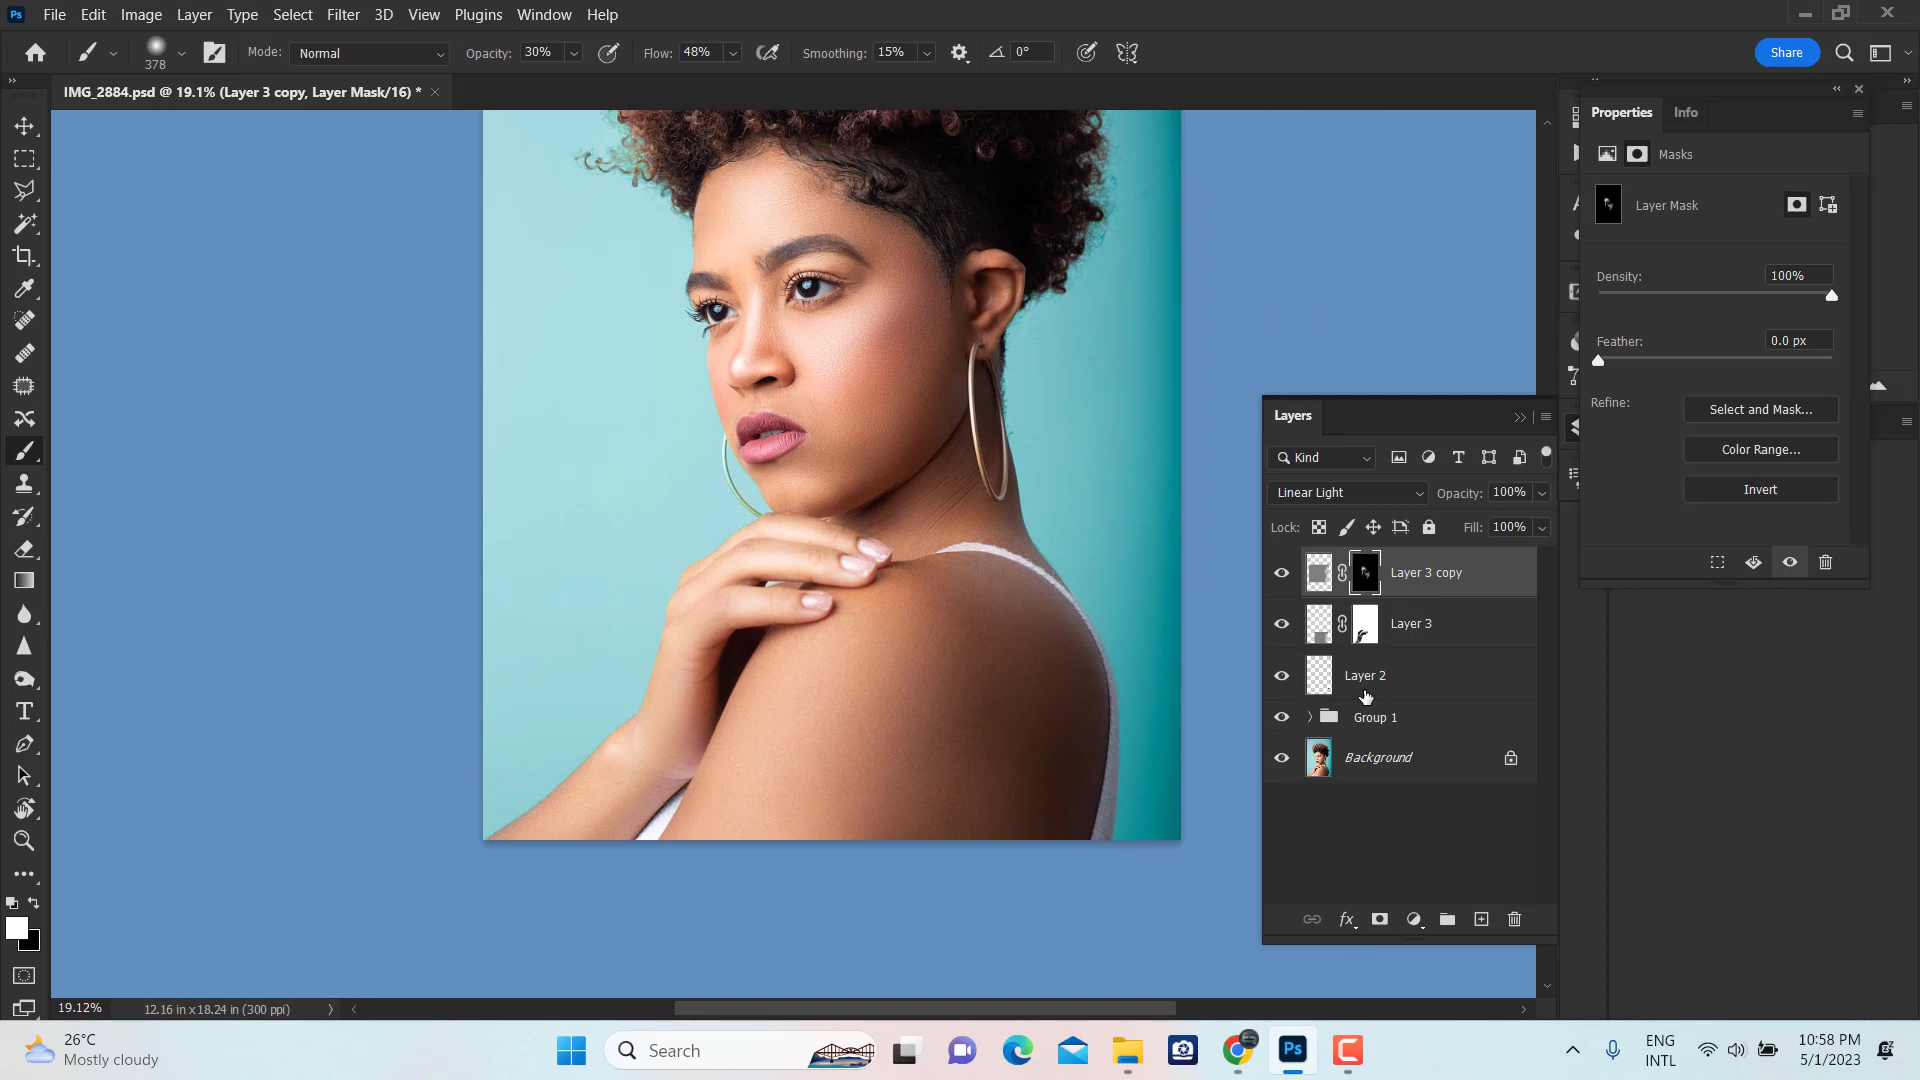 Ps File Edit Image Layer Type Select Filter 3D View Plugins Window Help
378 Mode: Normal Opacity: 30% Flow: 48% Smoothing: 15% 0° Share
IMG_2884.psd @ 19.1% (Layer 3 copy, Layer Mask/16) *
Properties Info
Masks
Layer Mask
Density: 100%
Feather: 0.0 px
Refine: Select and Mask...
Color Range...
Invert
Layers
Kind
Linear Light Opacity: 100%
Lock: Fill: 100%
Layer 3 copy
Layer 3
Layer 2
Group 1
Background
fx
19.12% 12.16 in x 18.24 in (300 ppi)
26°C
Mostly cloudy
Search
Ps
ENG
INTL
10:58 PM
5/1/2023